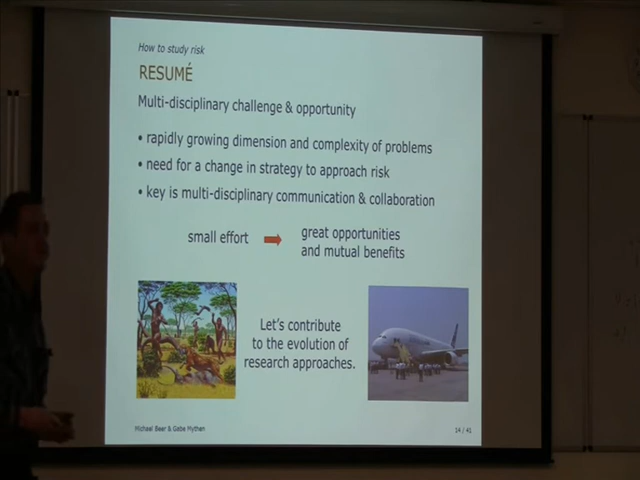 How to study risk
RESUMÉ
Multi-disciplinary challenge & opportunity
• rapidly growing dimension and complexity of problems
• need for a change in strategy to approach risk
• key is multi-disciplinary communication & collaboration
small effort
great opportunities
and mutual benefits
Let's contribute
to the evolution of
research approaches.
Michael Beer & Gabe Mythen
14 / 41